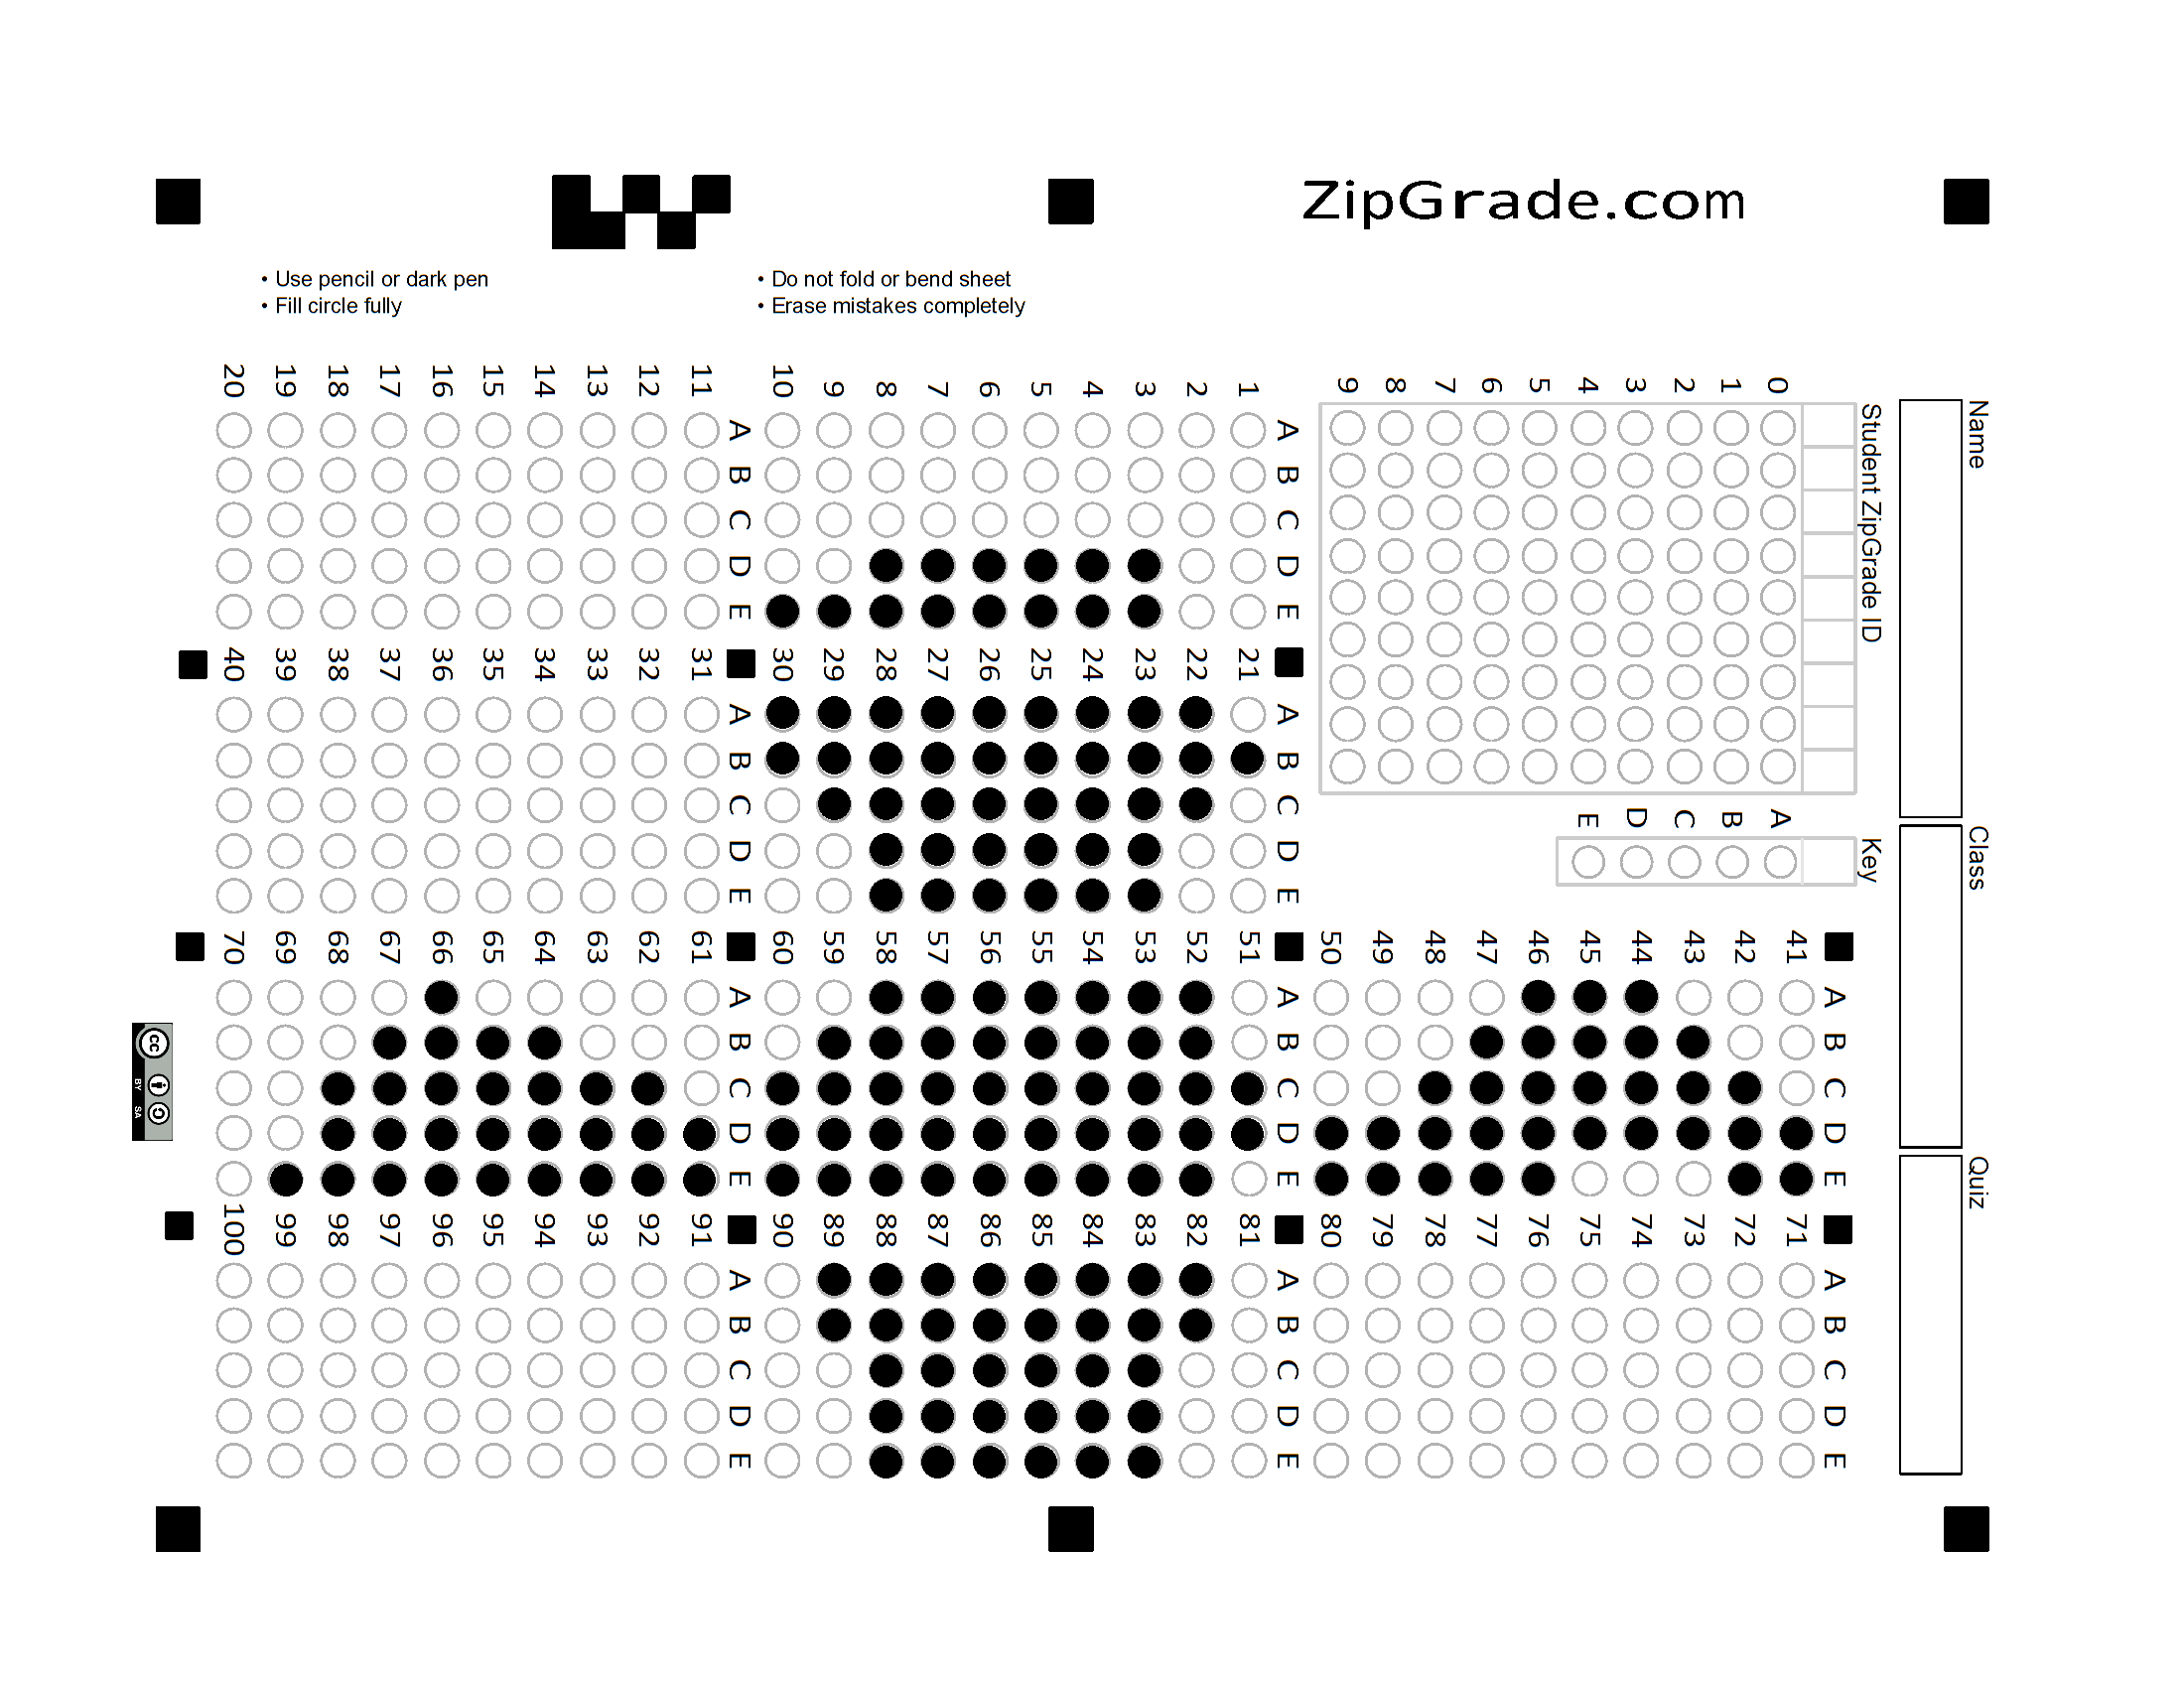 ZipGrade.com
• Use pencil or dark pen
• Fill circle fully
• Do not fold or bend sheet
• Erase mistakes completely
Name
Class
Quiz
Student ZipGrade ID
0 1 2 3 4 5 6 7 8 9
Key
A B C D E
1 2 3 4 5 6 7 8 9 10
A B C D E
11 12 13 14 15 16 17 18 19 20
A B C D E
21 22 23 24 25 26 27 28 29 30
A B C D E
31 32 33 34 35 36 37 38 39 40
A B C D E
41 42 43 44 45 46 47 48 49 50
A B C D E
51 52 53 54 55 56 57 58 59 60
A B C D E
61 62 63 64 65 66 67 68 69 70
A B C D E
71 72 73 74 75 76 77 78 79 80
A B C D E
81 82 83 84 85 86 87 88 89 90
A B C D E
91 92 93 94 95 96 97 98 99 100
A B C D E
cc
BY SA